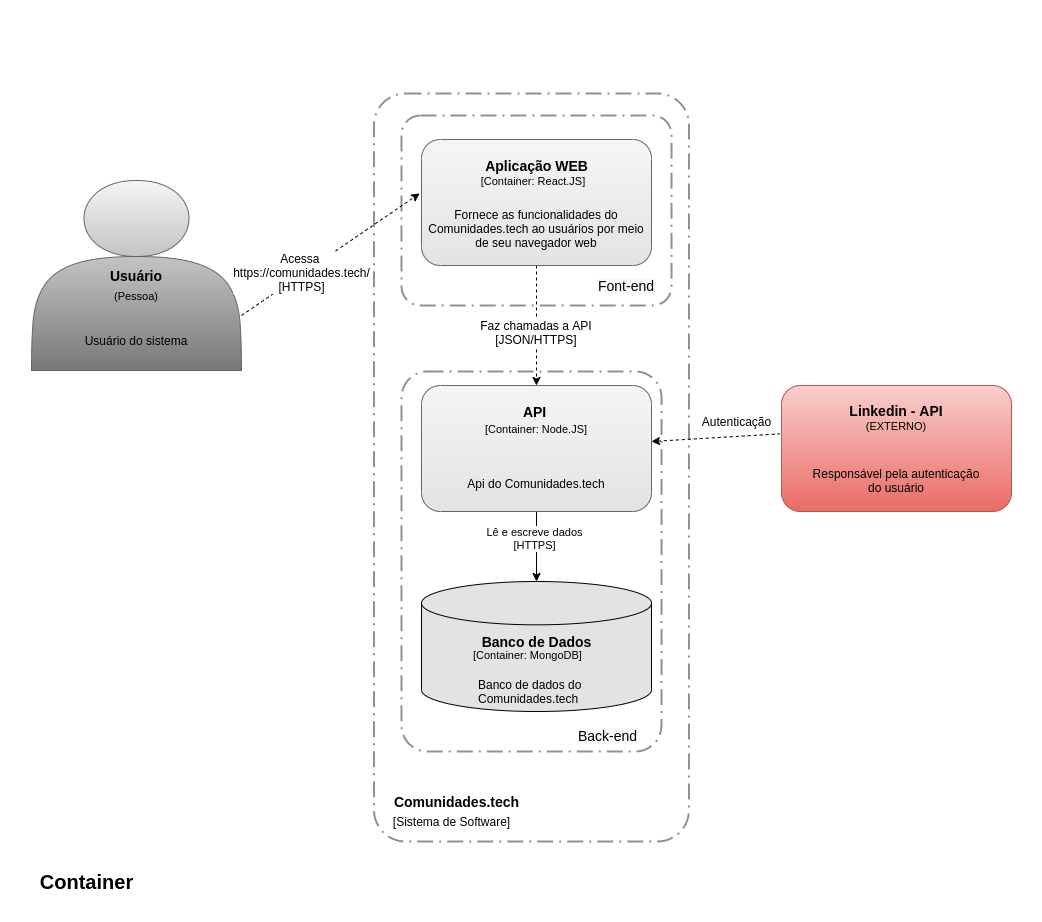 Aplicação WEB
[Container: React.JS]
Fornece as funcionalidades do
Comunidades.tech ao usuários por meio
de seu navegador web
Font-end
Usuário
(Pessoa)
Usuário do sistema
Acessa
https://comunidades.tech/
[HTTPS]
Faz chamadas a API
[JSON/HTTPS]
API
[Container: Node.JS]
Api do Comunidades.tech
Autenticação
Linkedin - API
(EXTERNO)
Responsável pela autenticação
do usuário
Lê e escreve dados
[HTTPS]
Banco de Dados
[Container: MongoDB]
Banco de dados do
Comunidades.tech
Back-end
Comunidades.tech
[Sistema de Software]
Container